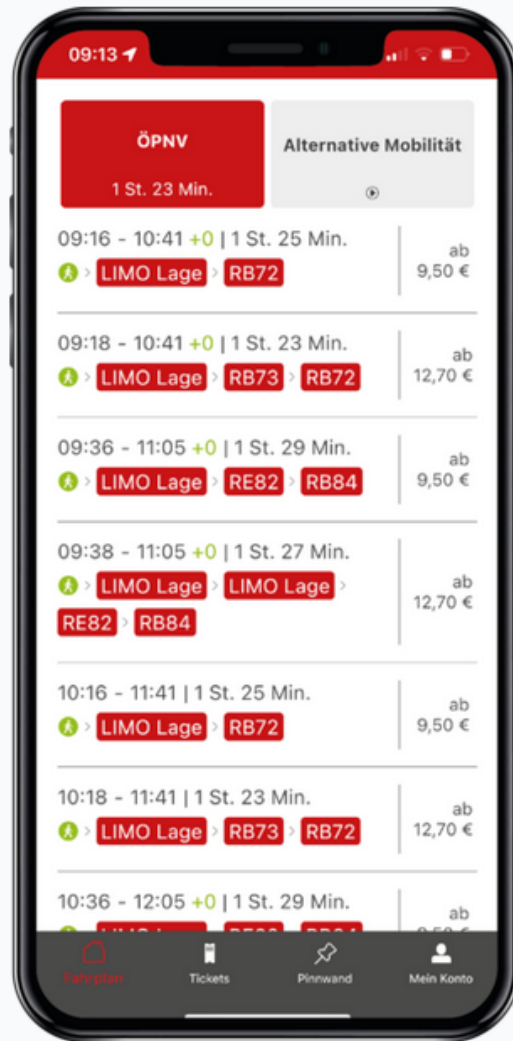 09:13
ÖPNV
1 St. 23 Min.
Alternative Mobilität
09:16 - 10:41 +0 | 1 St. 25 Min.
LIMO Lage > RB72
ab
9,50 €
09:18 - 10:41 +0 | 1 St. 23 Min.
LIMO Lage > RB73 > RB72
ab
12,70 €
09:36 - 11:05 +0 | 1 St. 29 Min.
LIMO Lage > RE82 > RB84
ab
9,50 €
09:38 - 11:05 +0 | 1 St. 27 Min.
LIMO Lage > LIMO Lage >
RE82 > RB84
ab
12,70 €
10:16 - 11:41 | 1 St. 25 Min.
LIMO Lage > RB72
ab
9,50 €
10:18 - 11:41 | 1 St. 23 Min.
LIMO Lage > RB73 > RB72
ab
12,70 €
10:36 - 12:05 +0 | 1 St. 29 Min.
ab
Fahrplan
Tickets
Pinnwand
Mein Konto